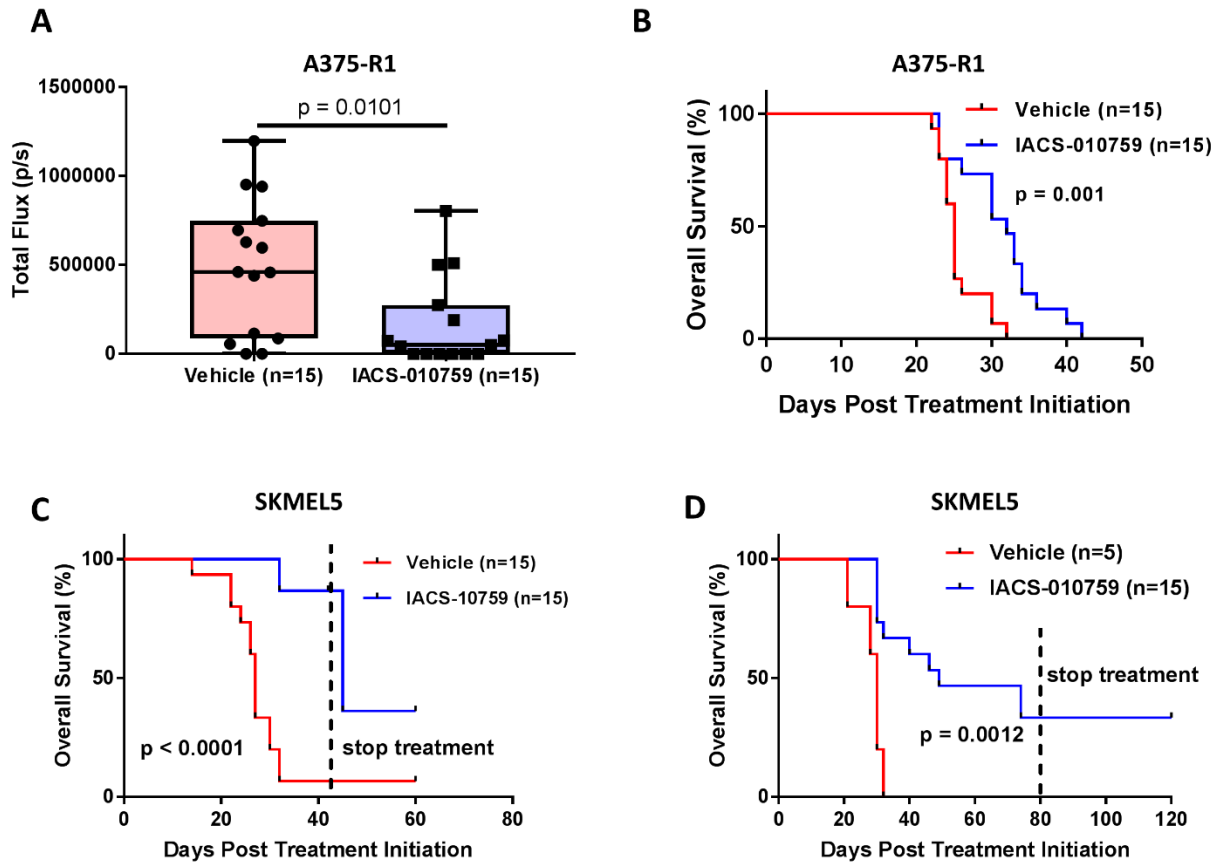 A
A375-R1
p = 0.0101
Total Flux (p/s)
1500000
1000000
500000
0
Vehicle (n=15) IACS-010759 (n=15)
B
A375-R1
Vehicle (n=15)
IACS-010759 (n=15)
p = 0.001
Overall Survival (%)
100
50
0
0 10 20 30 40 50
Days Post Treatment Initiation
C
SKMEL5
Vehicle (n=15)
IACS-10759 (n=15)
Overall Survival (%)
100
50
0
p < 0.0001
stop treatment
0 20 40 60 80
Days Post Treatment Initiation
D
SKMEL5
Vehicle (n=5)
IACS-010759 (n=15)
Overall Survival (%)
100
50
0
stop treatment
p = 0.0012
0 20 40 60 80 100 120
Days Post Treatment Initiation